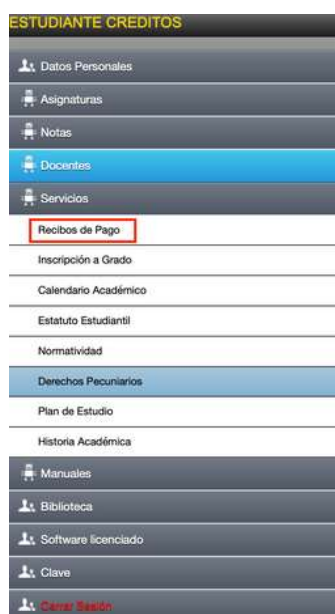 ESTUDIANTE CREDITOS
Datos Personales
Asignaturas
Notas
Docentes
Servicios
Recibos de Pago
Inscripción a Grado
Calendario Académico
Estatuto Estudiantil
Normatividad
Derechos Pecuniarios
Plan de Estudio
Historia Académica
Manuales
Biblioteca
Software licenciado
Clave
Cerrar Sesión